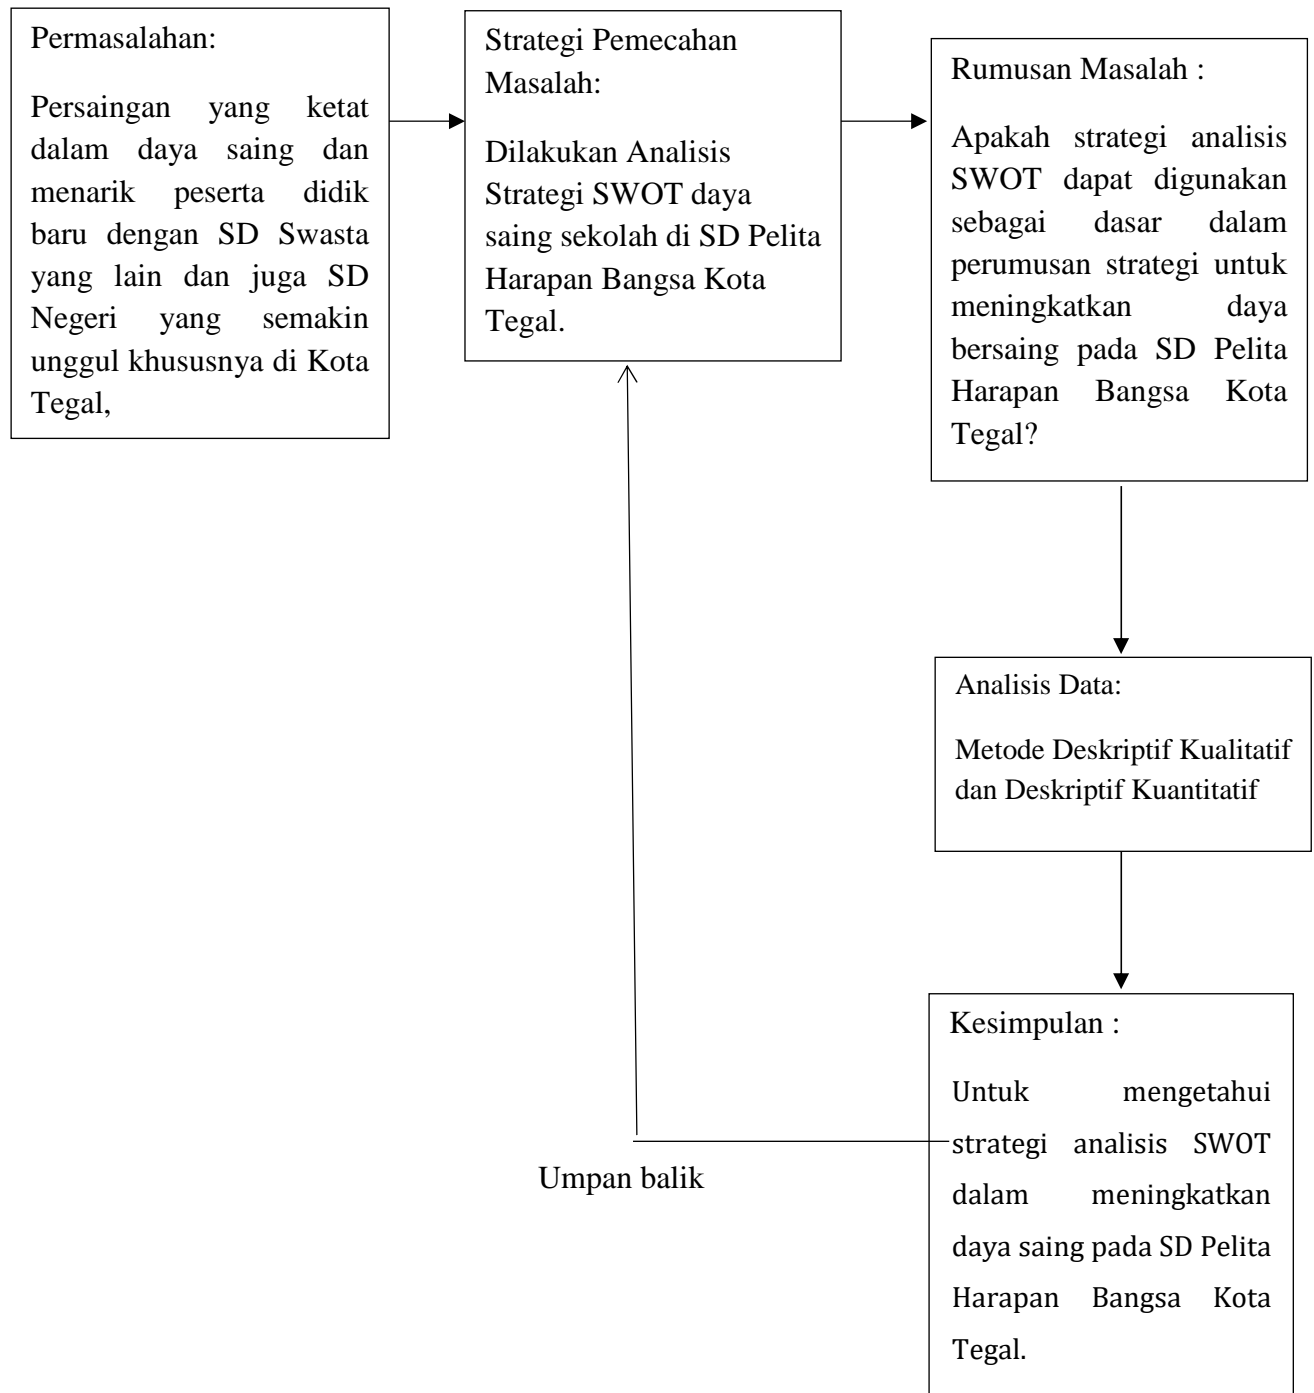 Permasalahan:
Persaingan yang ketat
dalam daya saing dan
menarik peserta didik
baru dengan SD Swasta
yang lain dan juga SD
Negeri yang semakin
unggul khususnya di Kota
Tegal,
Strategi Pemecahan
Masalah:
Dilakukan Analisis
Strategi SWOT daya
saing sekolah di SD Pelita
Harapan Bangsa Kota
Tegal.
Rumusan Masalah :
Apakah strategi analisis
SWOT dapat digunakan
sebagai dasar dalam
perumusan strategi untuk
meningkatkan daya
bersaing pada SD Pelita
Harapan Bangsa Kota
Tegal?
Analisis Data:
Metode Deskriptif Kualitatif
dan Deskriptif Kuantitatif
Kesimpulan :
Untuk mengetahui
strategi analisis SWOT
dalam meningkatkan
daya saing pada SD Pelita
Harapan Bangsa Kota
Tegal.
Umpan balik